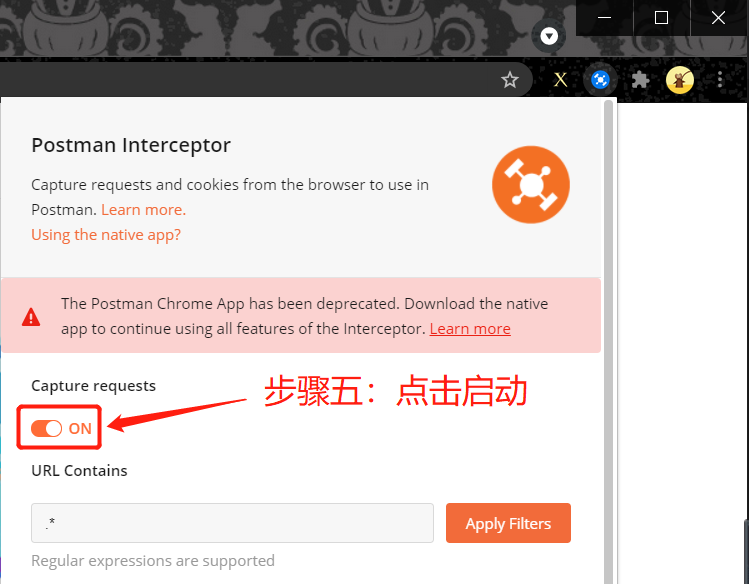 X
Postman Interceptor
Capture requests and cookies from the browser to use in
Postman. Learn more.
Using the native app?
The Postman Chrome App has been deprecated. Download the native
app to continue using all features of the Interceptor. Learn more
Capture requests
步骤五：点击启动
ON
URL Contains
.*
Apply Filters
Regular expressions are supported